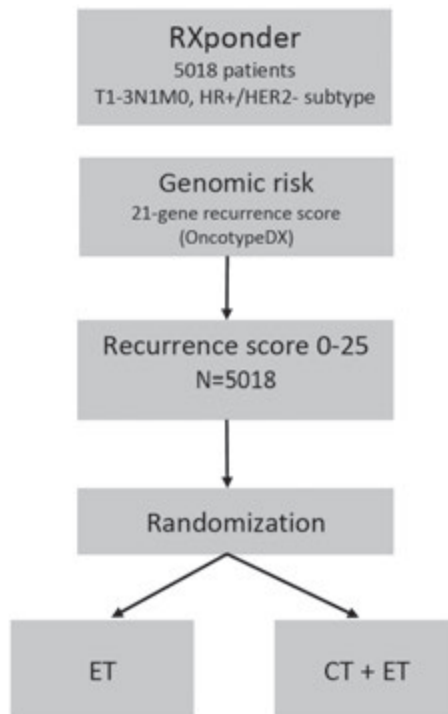 RXponder
5018 patients
T1-3N1M0, HR+/HER2- subtype
Genomic risk
21-gene recurrence score
(OncotypeDX)
Recurrence score 0-25
N=5018
Randomization
ET
CT + ET